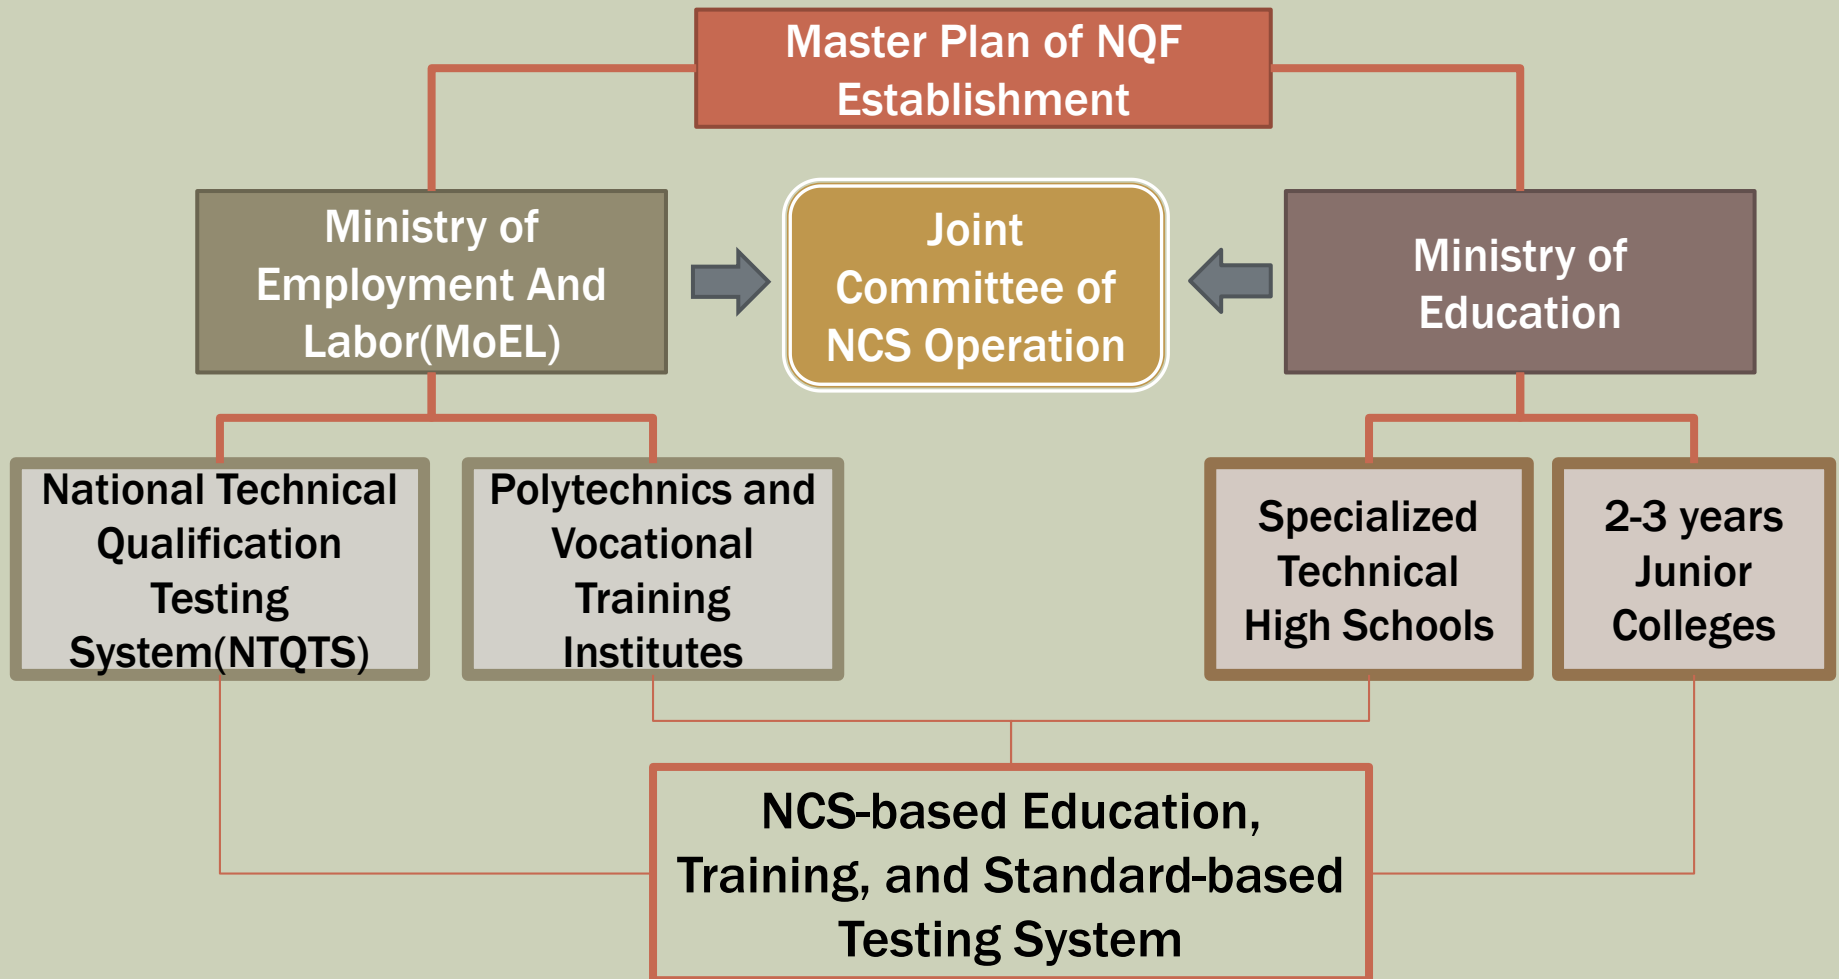 Master Plan of NQF
Establishment
Ministry of
Employment And
Labor(MoEL)
Joint
Committee of
NCS Operation
Ministry of
Education
National Technical
Qualification
Testing
System(NTQTS)
Polytechnics and
Vocational
Training
Institutes
Specialized
Technical
High Schools
2-3 years
Junior
Colleges
NCS-based Education,
Training, and Standard-based
Testing System